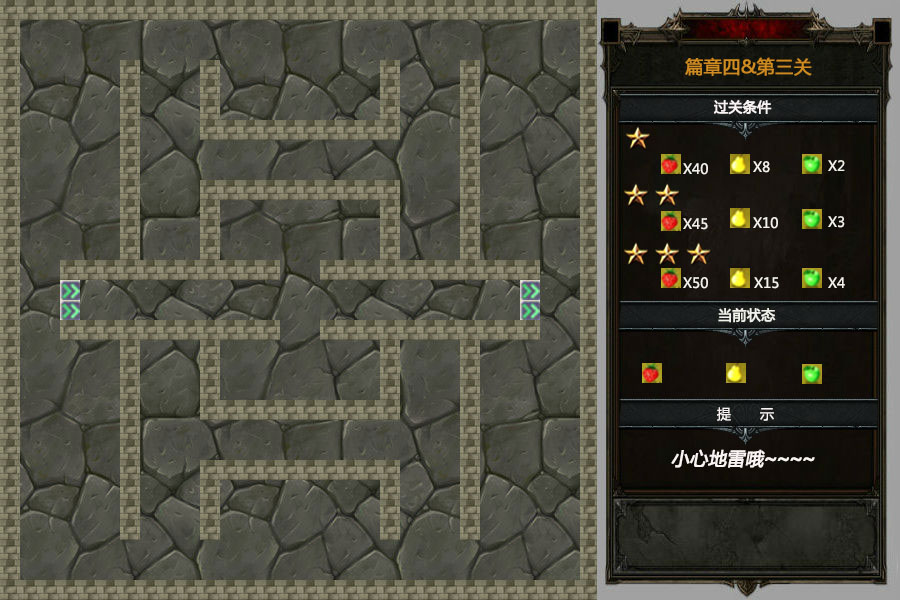 篇章四&第三关
过关条件
X40 X8 X2
X45 X10 X3
X50 X15 X4
当前状态
提 示
小心地雷哦~~~~